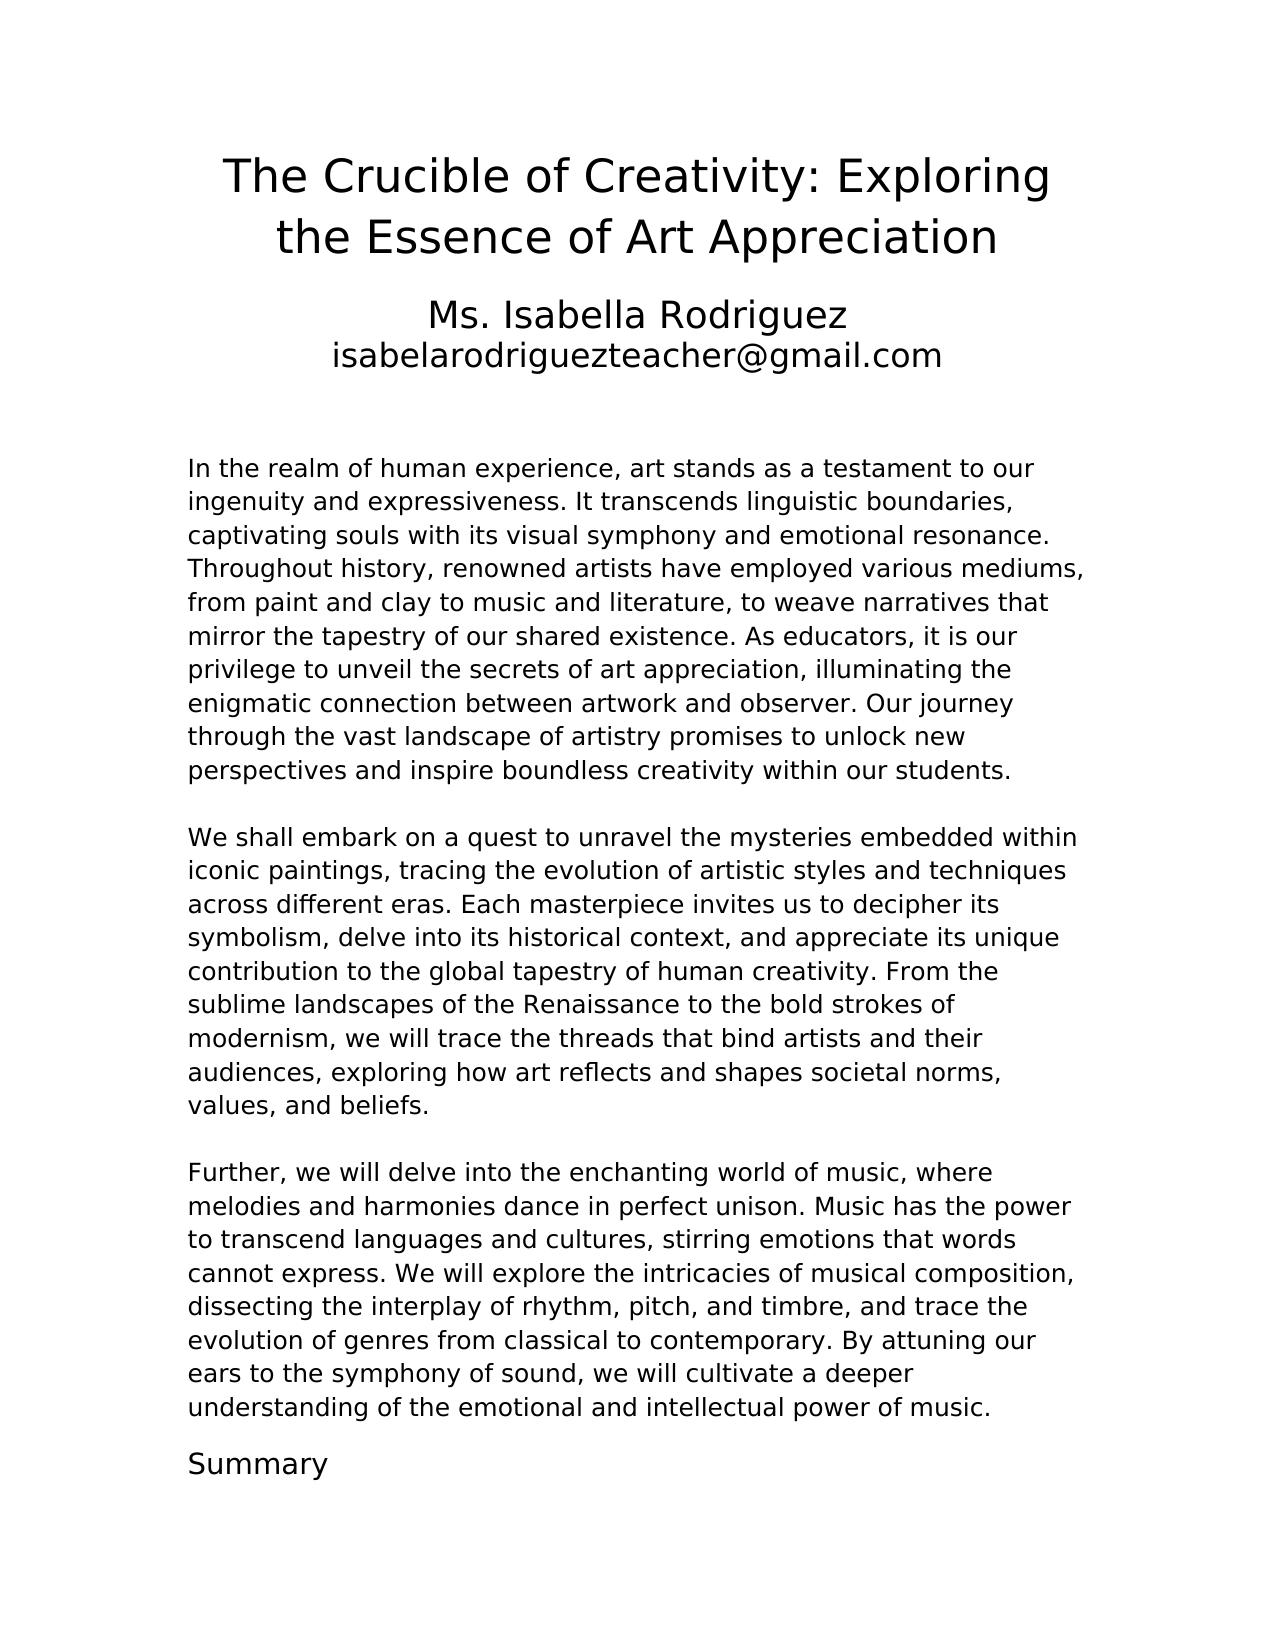 The Crucible of Creativity: Exploring
the Essence of Art Appreciation
Ms. Isabella Rodriguez
isabelarodriguezteacher@gmail.com
In the realm of human experience, art stands as a testament to our
ingenuity and expressiveness. It transcends linguistic boundaries,
captivating souls with its visual symphony and emotional resonance.
Throughout history, renowned artists have employed various mediums,
from paint and clay to music and literature, to weave narratives that
mirror the tapestry of our shared existence. As educators, it is our
privilege to unveil the secrets of art appreciation, illuminating the
enigmatic connection between artwork and observer. Our journey
through the vast landscape of artistry promises to unlock new
perspectives and inspire boundless creativity within our students.
We shall embark on a quest to unravel the mysteries embedded within
iconic paintings, tracing the evolution of artistic styles and techniques
across different eras. Each masterpiece invites us to decipher its
symbolism, delve into its historical context, and appreciate its unique
contribution to the global tapestry of human creativity. From the
sublime landscapes of the Renaissance to the bold strokes of
modernism, we will trace the threads that bind artists and their
audiences, exploring how art reflects and shapes societal norms,
values, and beliefs.
Further, we will delve into the enchanting world of music, where
melodies and harmonies dance in perfect unison. Music has the power
to transcend languages and cultures, stirring emotions that words
cannot express. We will explore the intricacies of musical composition,
dissecting the interplay of rhythm, pitch, and timbre, and trace the
evolution of genres from classical to contemporary. By attuning our
ears to the symphony of sound, we will cultivate a deeper
understanding of the emotional and intellectual power of music.
Summary